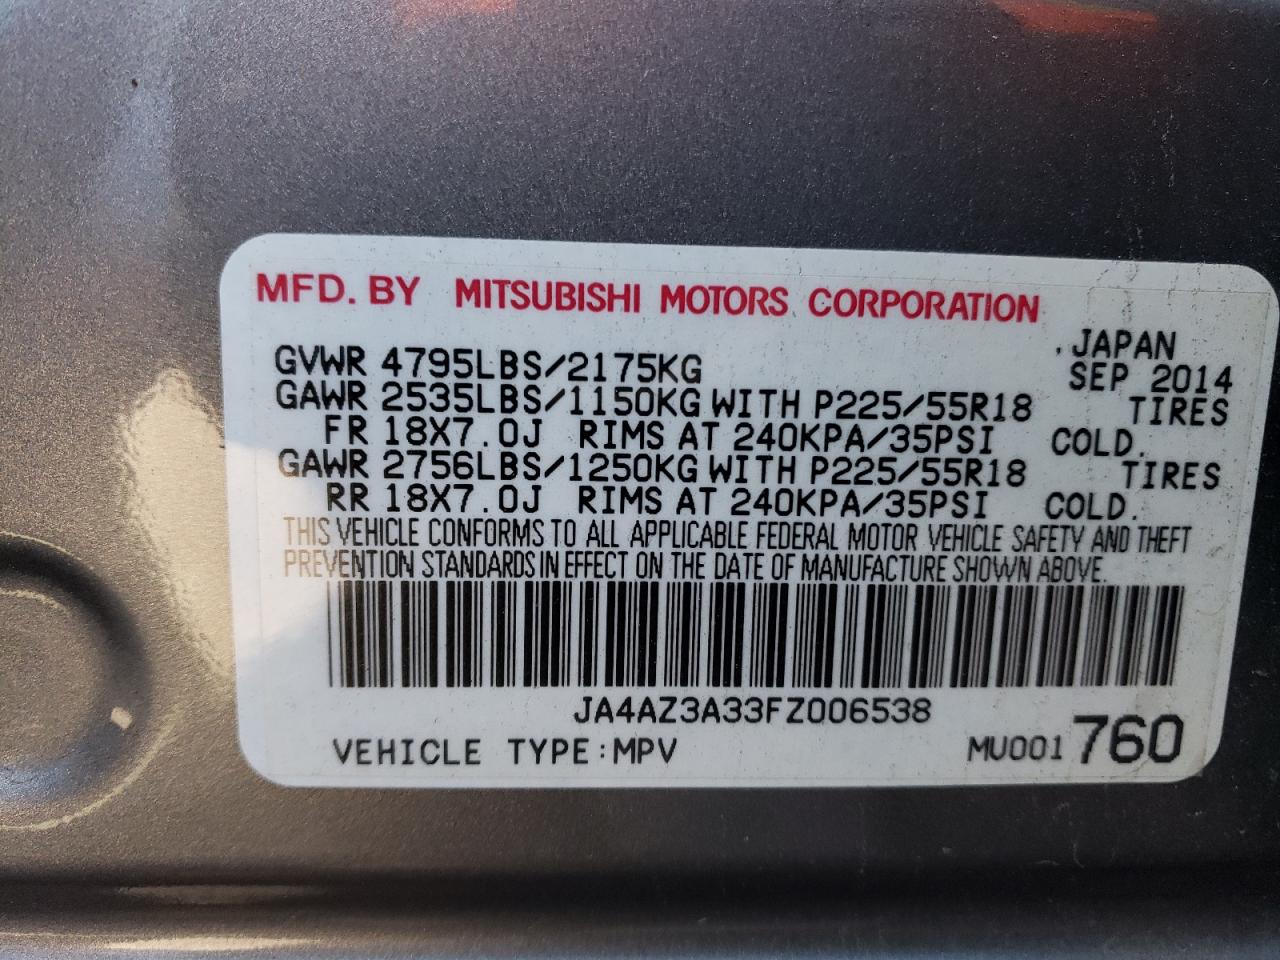 MFD. BY MITSUBISHI MOTORS CORPORATION
.JAPAN
GVWR 4795LBS/2175KG SEP 2014
GAWR 2535LBS/1150KG WITH P225/55R18 TIRES
FR 18X7.0J RIMS AT 240KPA/35PSI COLD.
GAWR 2756LBS/1250KG WITH P225/55R18 TIRES
RR 18X7.0J RIMS AT 240KPA/35PSI COLD.
THIS VEHICLE CONFORMS TO ALL APPLICABLE FEDERAL MOTOR VEHICLE SAFETY AND THEFT
PREVENTION STANDARDS IN EFFECT ON THE DATE OF MANUFACTURE SHOWN ABOVE.
JA4AZ3A33FZ006538
VEHICLE TYPE:MPV MU001 760